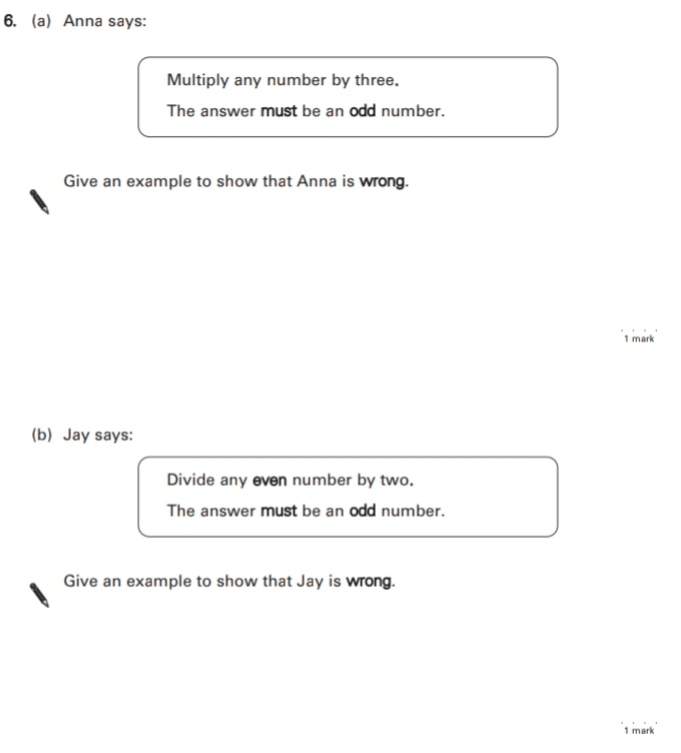 6. (a) Anna says:
Multiply any number by three.
The answer must be an odd number.
Give an example to show that Anna is wrong.
1 mark
(b) Jay says:
Divide any even number by two.
The answer must be an odd number.
Give an example to show that Jay is wrong.
1 mark